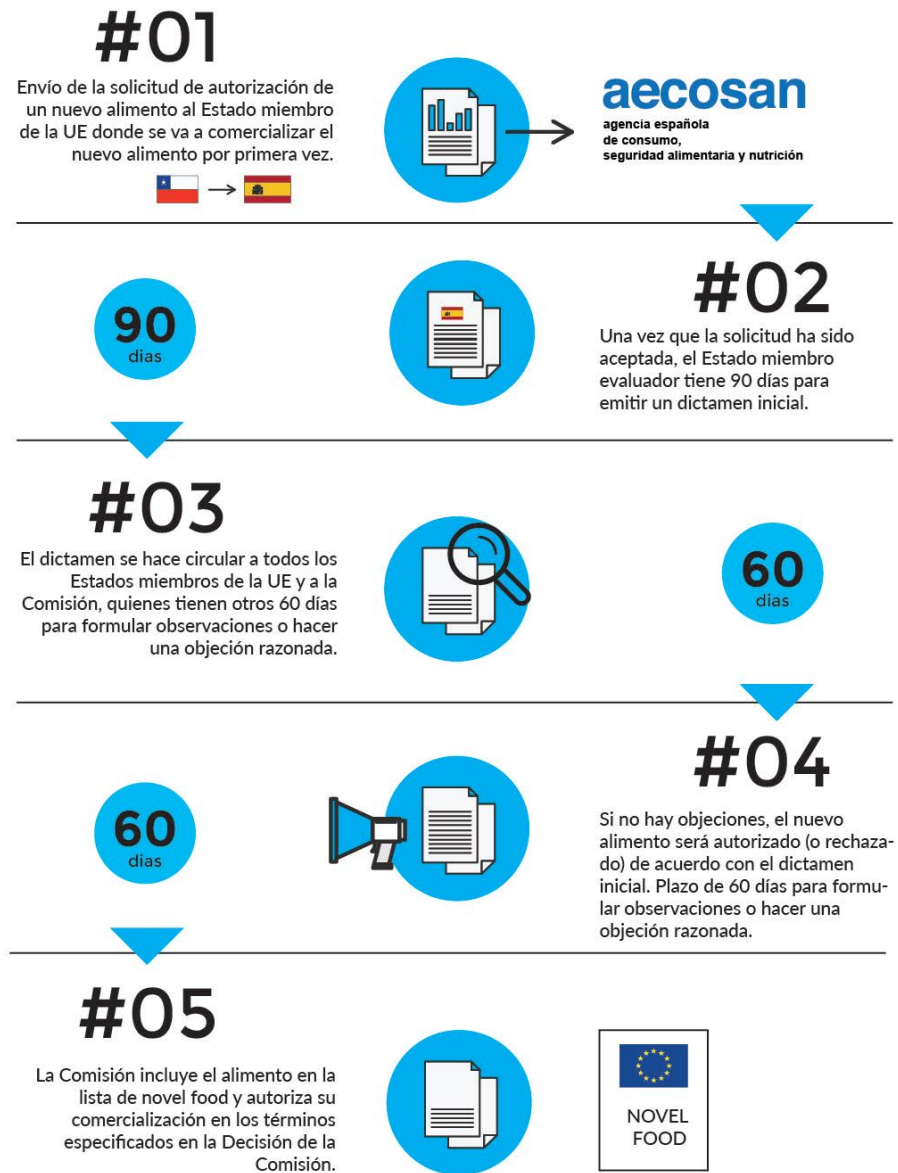 #01
Envío de la solicitud de autorización de
un nuevo alimento al Estado miembro
de la UE donde se va a comercializar el
nuevo alimento por primera vez.
aecosan
agencia española
de consumo,
seguridad alimentaria y nutrición
90
dias
#02
Una vez que la solicitud ha sido
aceptada, el Estado miembro
evaluador tiene 90 días para
emitir un dictamen inicial.
#03
El dictamen se hace circular a todos los
Estados miembros de la UE y a la
Comisión, quienes tienen otros 60 días
para formular observaciones o hacer
una objeción razonada.
60
dias
60
dias
#04
Si no hay objeciones, el nuevo
alimento será autorizado (o rechaza-
do) de acuerdo con el dictamen
inicial. Plazo de 60 días para formu-
lar observaciones o hacer una
objeción razonada.
#05
La Comisión incluye el alimento en la
lista de novel food y autoriza su
comercialización en los términos
especificados en la Decisión de la
Comisión.
NOVEL
FOOD